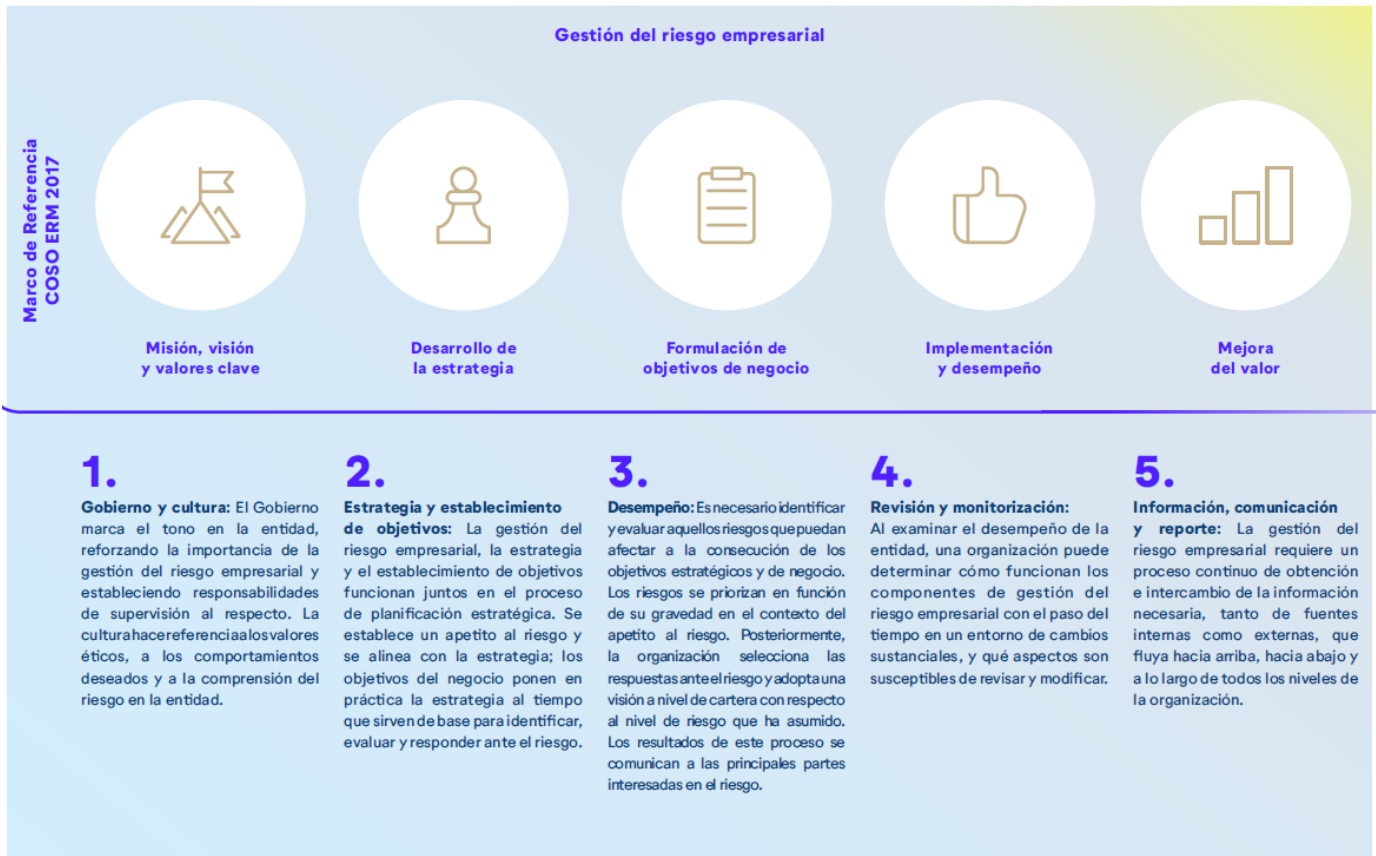 Gestión del riesgo empresarial
Marco de Referencia
COSO ERM 2017
Misión, visión
y valores clave
Desarrollo de
la estrategia
Formulación de
objetivos de negocio
Implementación
y desempeño
Mejora
del valor
1.
Gobierno y cultura: El Gobierno
marca el tono en la entidad,
reforzando la importancia de la
gestión del riesgo empresarial y
estableciendo responsabilidades
de supervisión al respecto. La
cultura hace referencia a los valores
éticos, a los comportamientos
deseados y a la comprensión del
riesgo en la entidad.
2.
Estrategia y establecimiento
de objetivos: La gestión del
riesgo empresarial, la estrategia
y el establecimiento de objetivos
funcionan juntos en el proceso
de planificación estratégica. Se
establece un apetito al riesgo y
se alinea con la estrategia; los
objetivos del negocio ponen en
práctica la estrategia al tiempo
que sirven de base para identificar,
evaluar y responder ante el riesgo.
3.
Desempeño: Es necesario identificar
y evaluar aquellos riesgos que puedan
afectar a la consecución de los
objetivos estratégicos y de negocio.
Los riesgos se priorizan en función
de su gravedad en el contexto del
apetito al riesgo. Posteriormente,
la organización selecciona las
respuestas ante el riesgo y adopta una
visión a nivel de cartera con respecto
al nivel de riesgo que ha asumido.
Los resultados de este proceso se
comunican a las principales partes
interesadas en el riesgo.
4.
Revisión y monitorización:
Al examinar el desempeño de la
entidad, una organización puede
determinar cómo funcionan los
componentes de gestión del
riesgo empresarial con el paso del
tiempo en un entorno de cambios
sustanciales, y qué aspectos son
susceptibles de revisar y modificar.
5.
Información, comunicación
y reporte: La gestión del
riesgo empresarial requiere un
proceso continuo de obtención
e intercambio de la información
necesaria, tanto de fuentes
internas como externas, que
fluya hacia arriba, hacia abajo y
a lo largo de todos los niveles de
la organización.